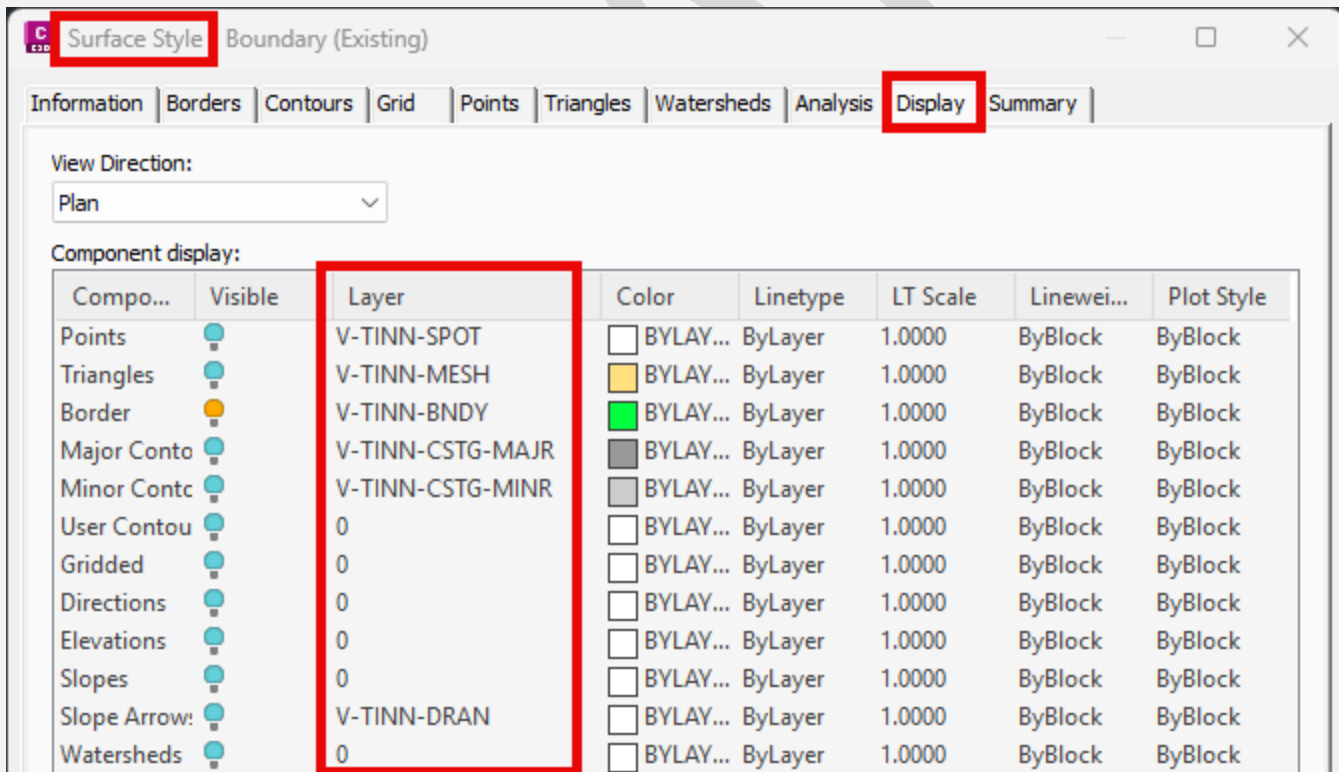 C
E3D
Surface Style Boundary (Existing)
Information Borders Contours Grid Points Triangles Watersheds Analysis Display Summary
View Direction:
Plan
Component display:
Compo... Visible Layer Color Linetype LT Scale Linewei... Plot Style
Points V-TINN-SPOT BYLAY... ByLayer 1.0000 ByBlock ByBlock
Triangles V-TINN-MESH BYLAY... ByLayer 1.0000 ByBlock ByBlock
Border V-TINN-BNDY BYLAY... ByLayer 1.0000 ByBlock ByBlock
Major Conto V-TINN-CSTG-MAJR BYLAY... ByLayer 1.0000 ByBlock ByBlock
Minor Contc V-TINN-CSTG-MINR BYLAY... ByLayer 1.0000 ByBlock ByBlock
User Contou 0 BYLAY... ByLayer 1.0000 ByBlock ByBlock
Gridded 0 BYLAY... ByLayer 1.0000 ByBlock ByBlock
Directions 0 BYLAY... ByLayer 1.0000 ByBlock ByBlock
Elevations 0 BYLAY... ByLayer 1.0000 ByBlock ByBlock
Slopes 0 BYLAY... ByLayer 1.0000 ByBlock ByBlock
Slope Arrow: V-TINN-DRAN BYLAY... ByLayer 1.0000 ByBlock ByBlock
Watersheds 0 BYLAY... ByLayer 1.0000 ByBlock ByBlock